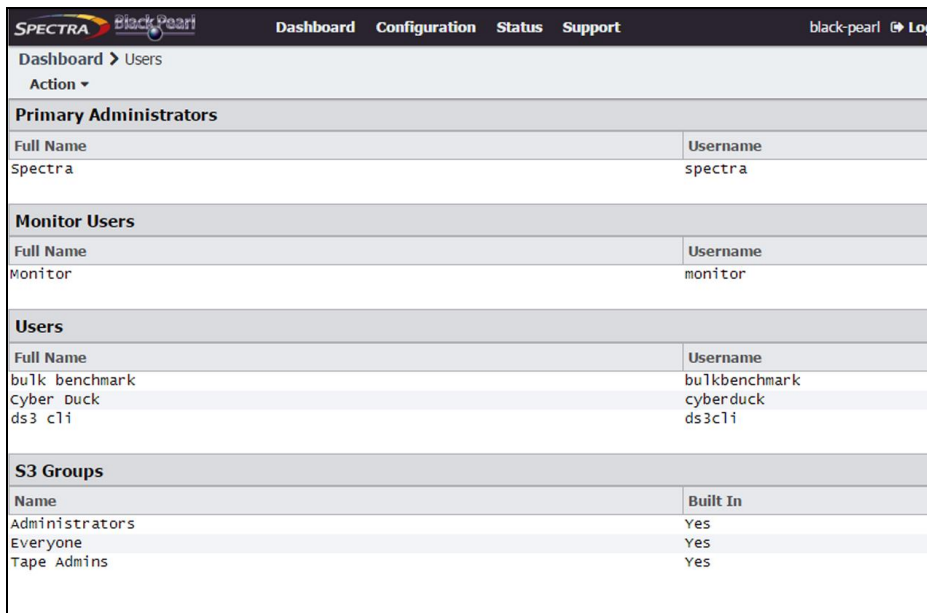 SPECTRA BlackPearl Dashboard Configuration Status Support black-pearl Log
Dashboard > Users
Action
Primary Administrators
Full Name Username
Spectra spectra
Monitor Users
Full Name Username
Monitor monitor
Users
Full Name Username
bulk benchmark bulkbenchmark
Cyber Duck cyberduck
ds3 cli ds3cli
S3 Groups
Name Built In
Administrators Yes
Everyone Yes
Tape Admins Yes